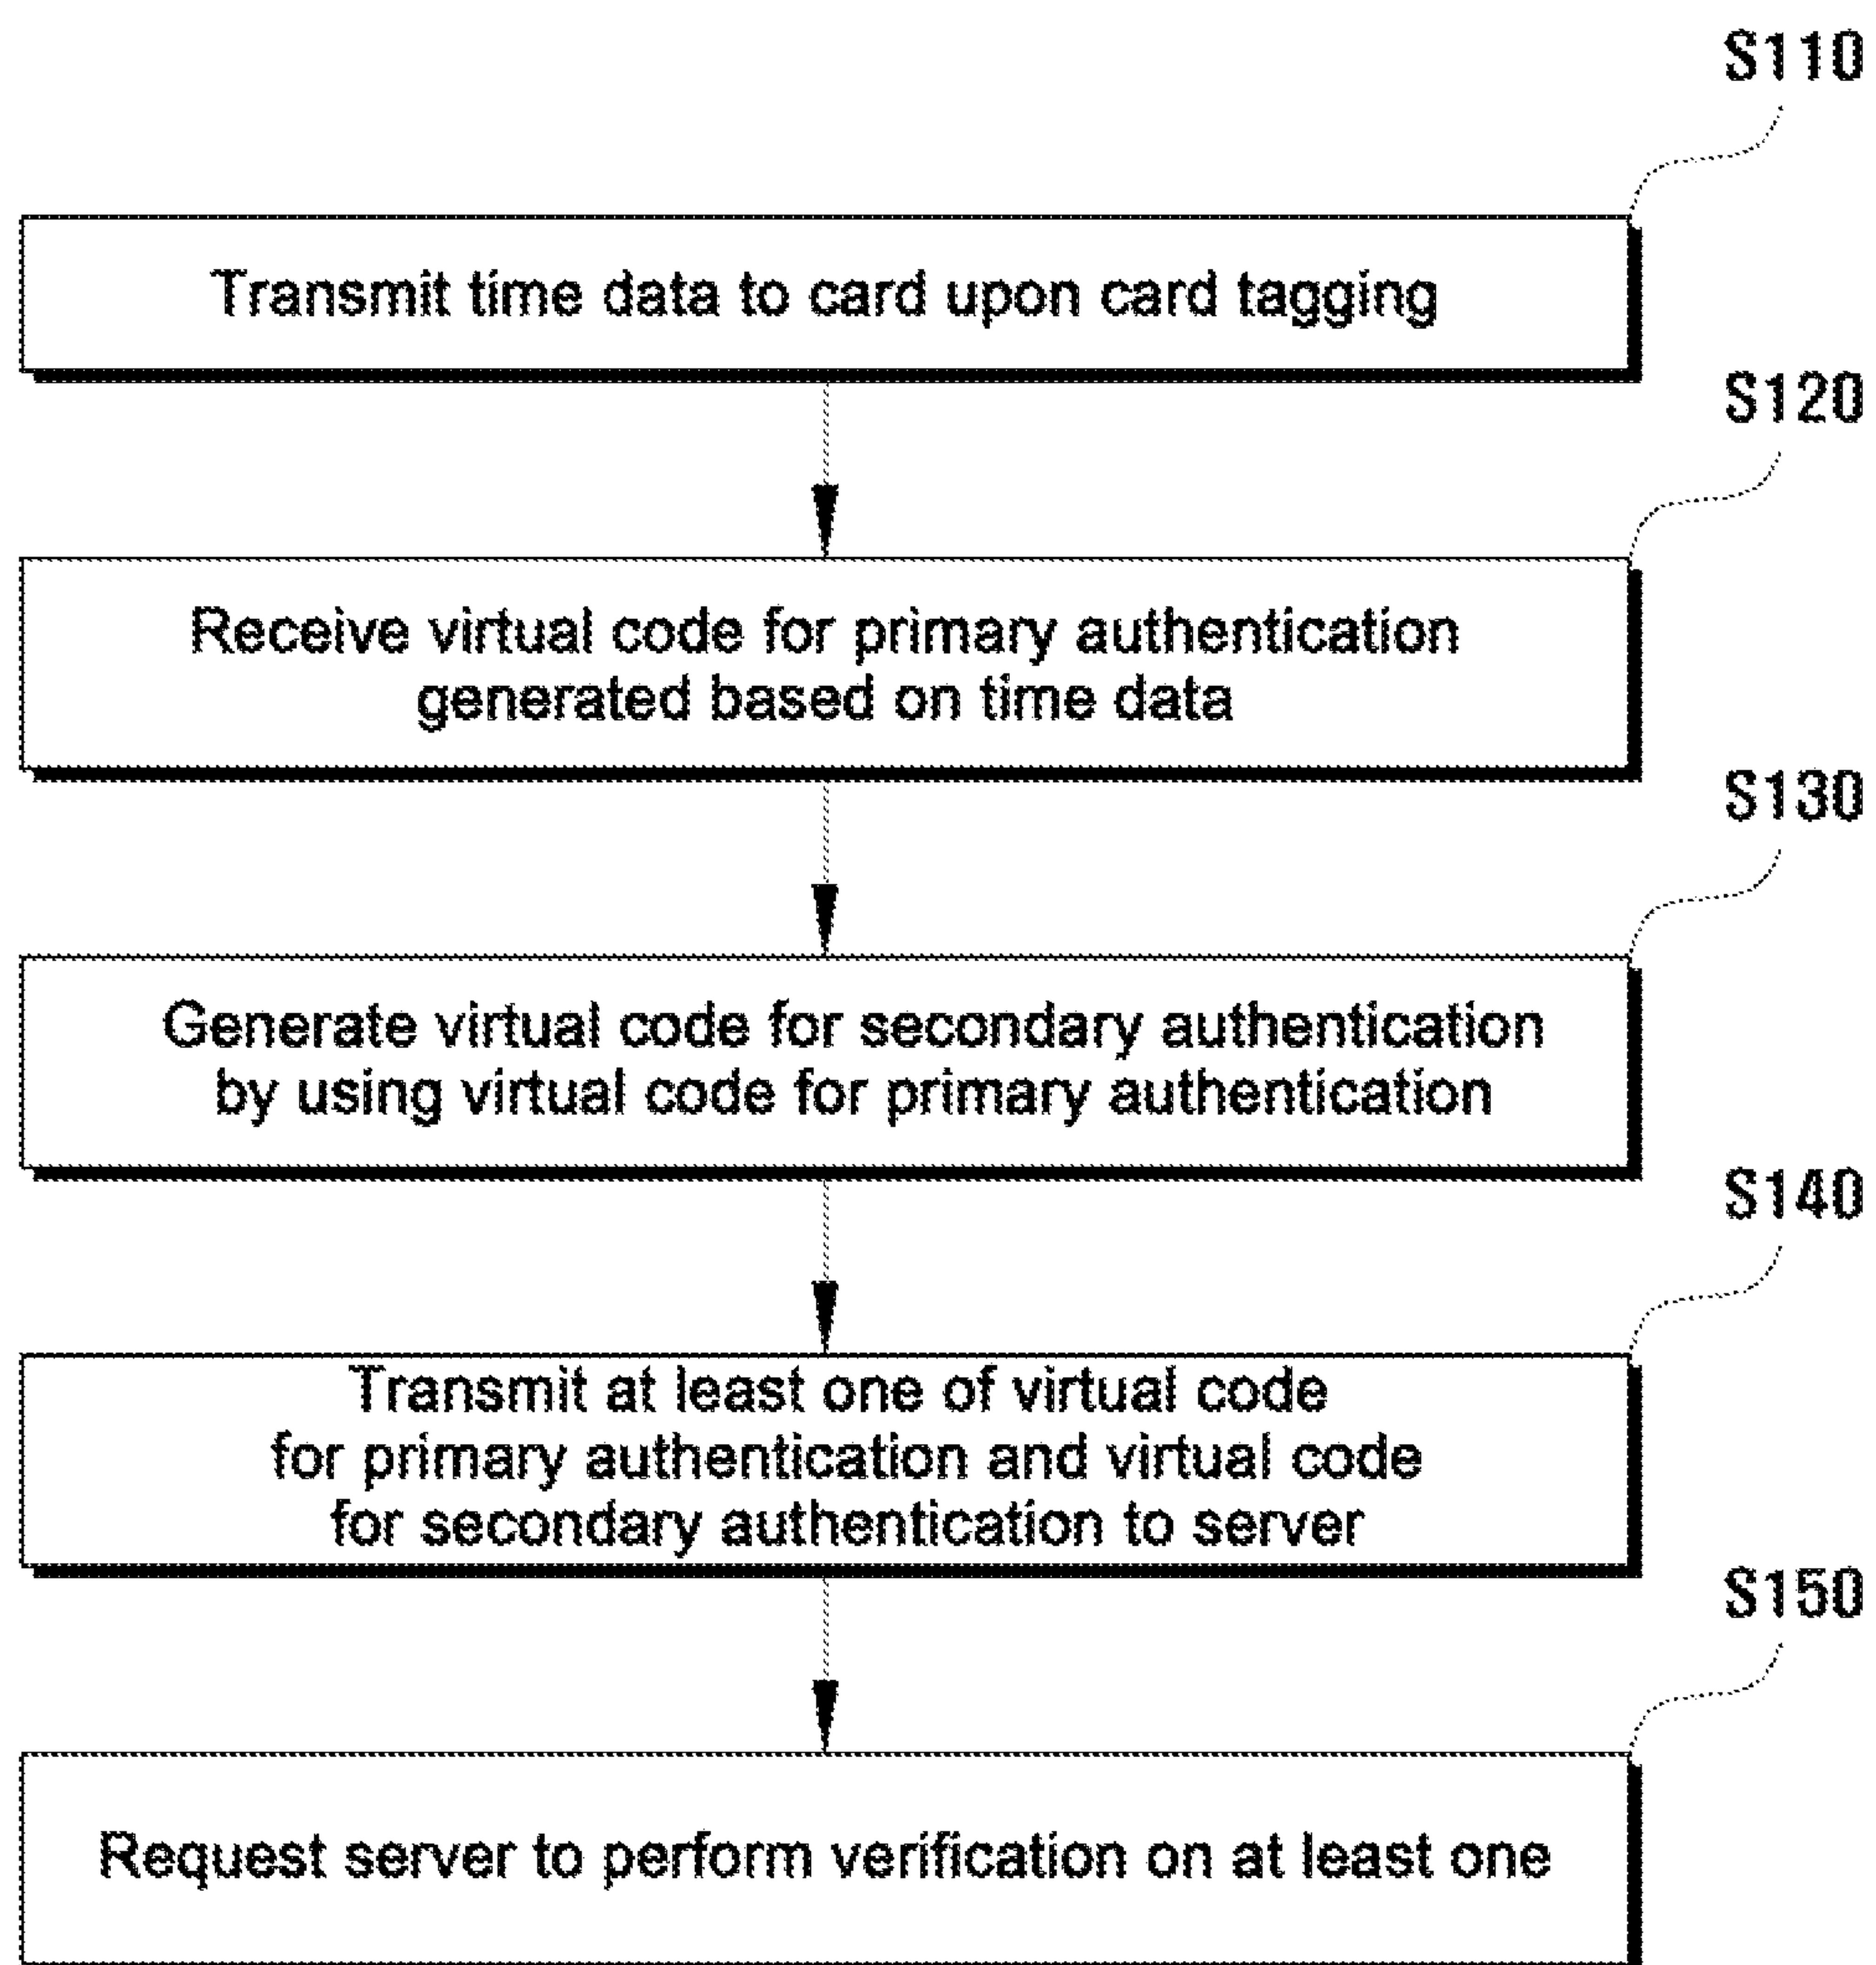 S110
Transmit time data to card upon card tagging
S120
Receive virtual code for primary authentication
generated based on time data
S130
Generate virtual code for secondary authentication
by using virtual code for primary authentication
S140
Transmit at least one of virtual code
for primary authentication and virtual code
for secondary authentication to server
S150
Request server to perform verification on at least one